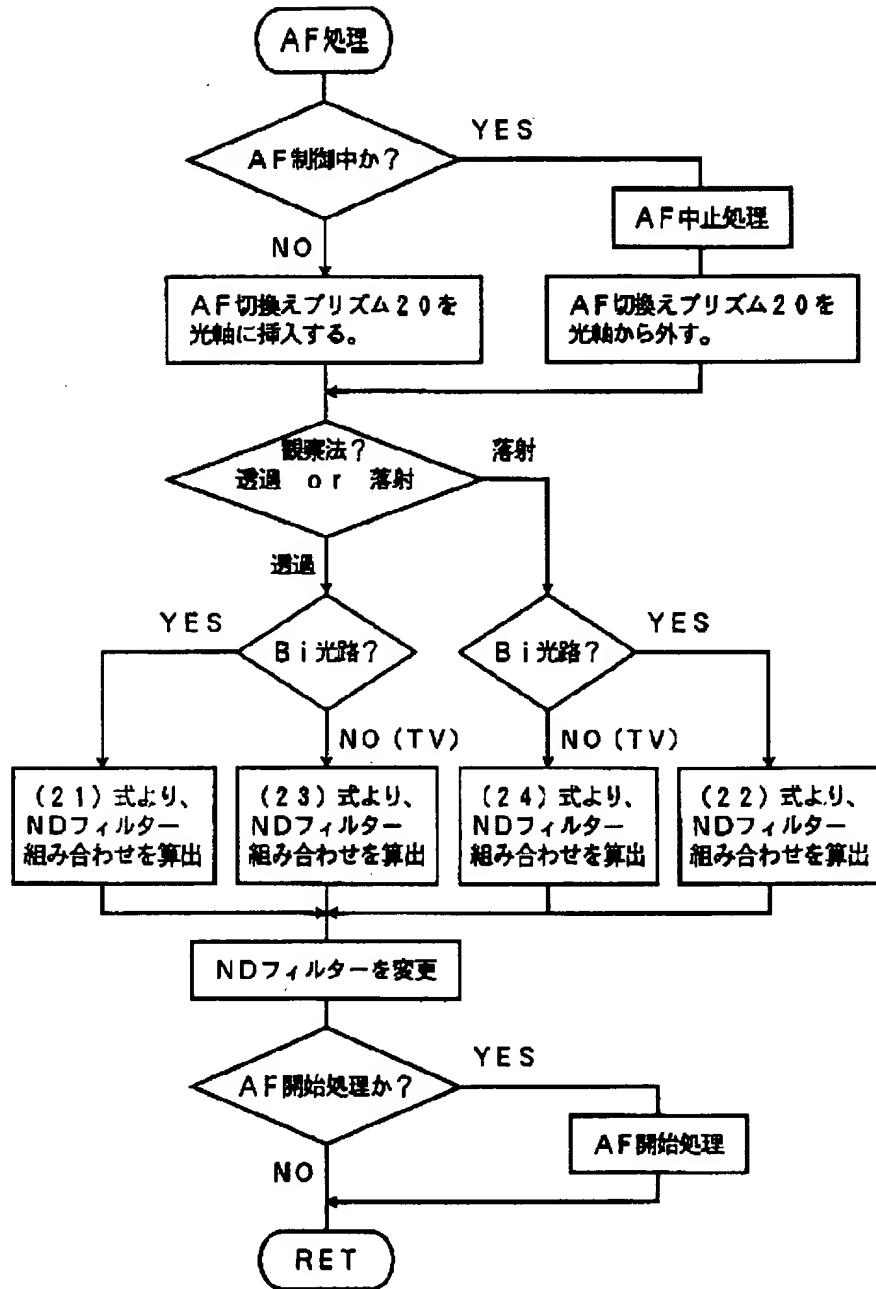 AF処理
AF制御中か?
YES
AF中止処理
NO
AF切換えプリズム20を
光軸に挿入する。
AF切換えプリズム20を
光軸から外す。
観察法?
透過 or 落射
落射
透過
YES
Bi光路?
Bi光路?
YES
NO(TV)
NO(TV)
(21)式より、
NDフィルター
組み合わせを算出
(23)式より、
NDフィルター
組み合わせを算出
(24)式より、
NDフィルター
組み合わせを算出
(22)式より、
NDフィルター
組み合わせを算出
NDフィルターを変更
AF開始処理か?
YES
AF開始処理
NO
RET